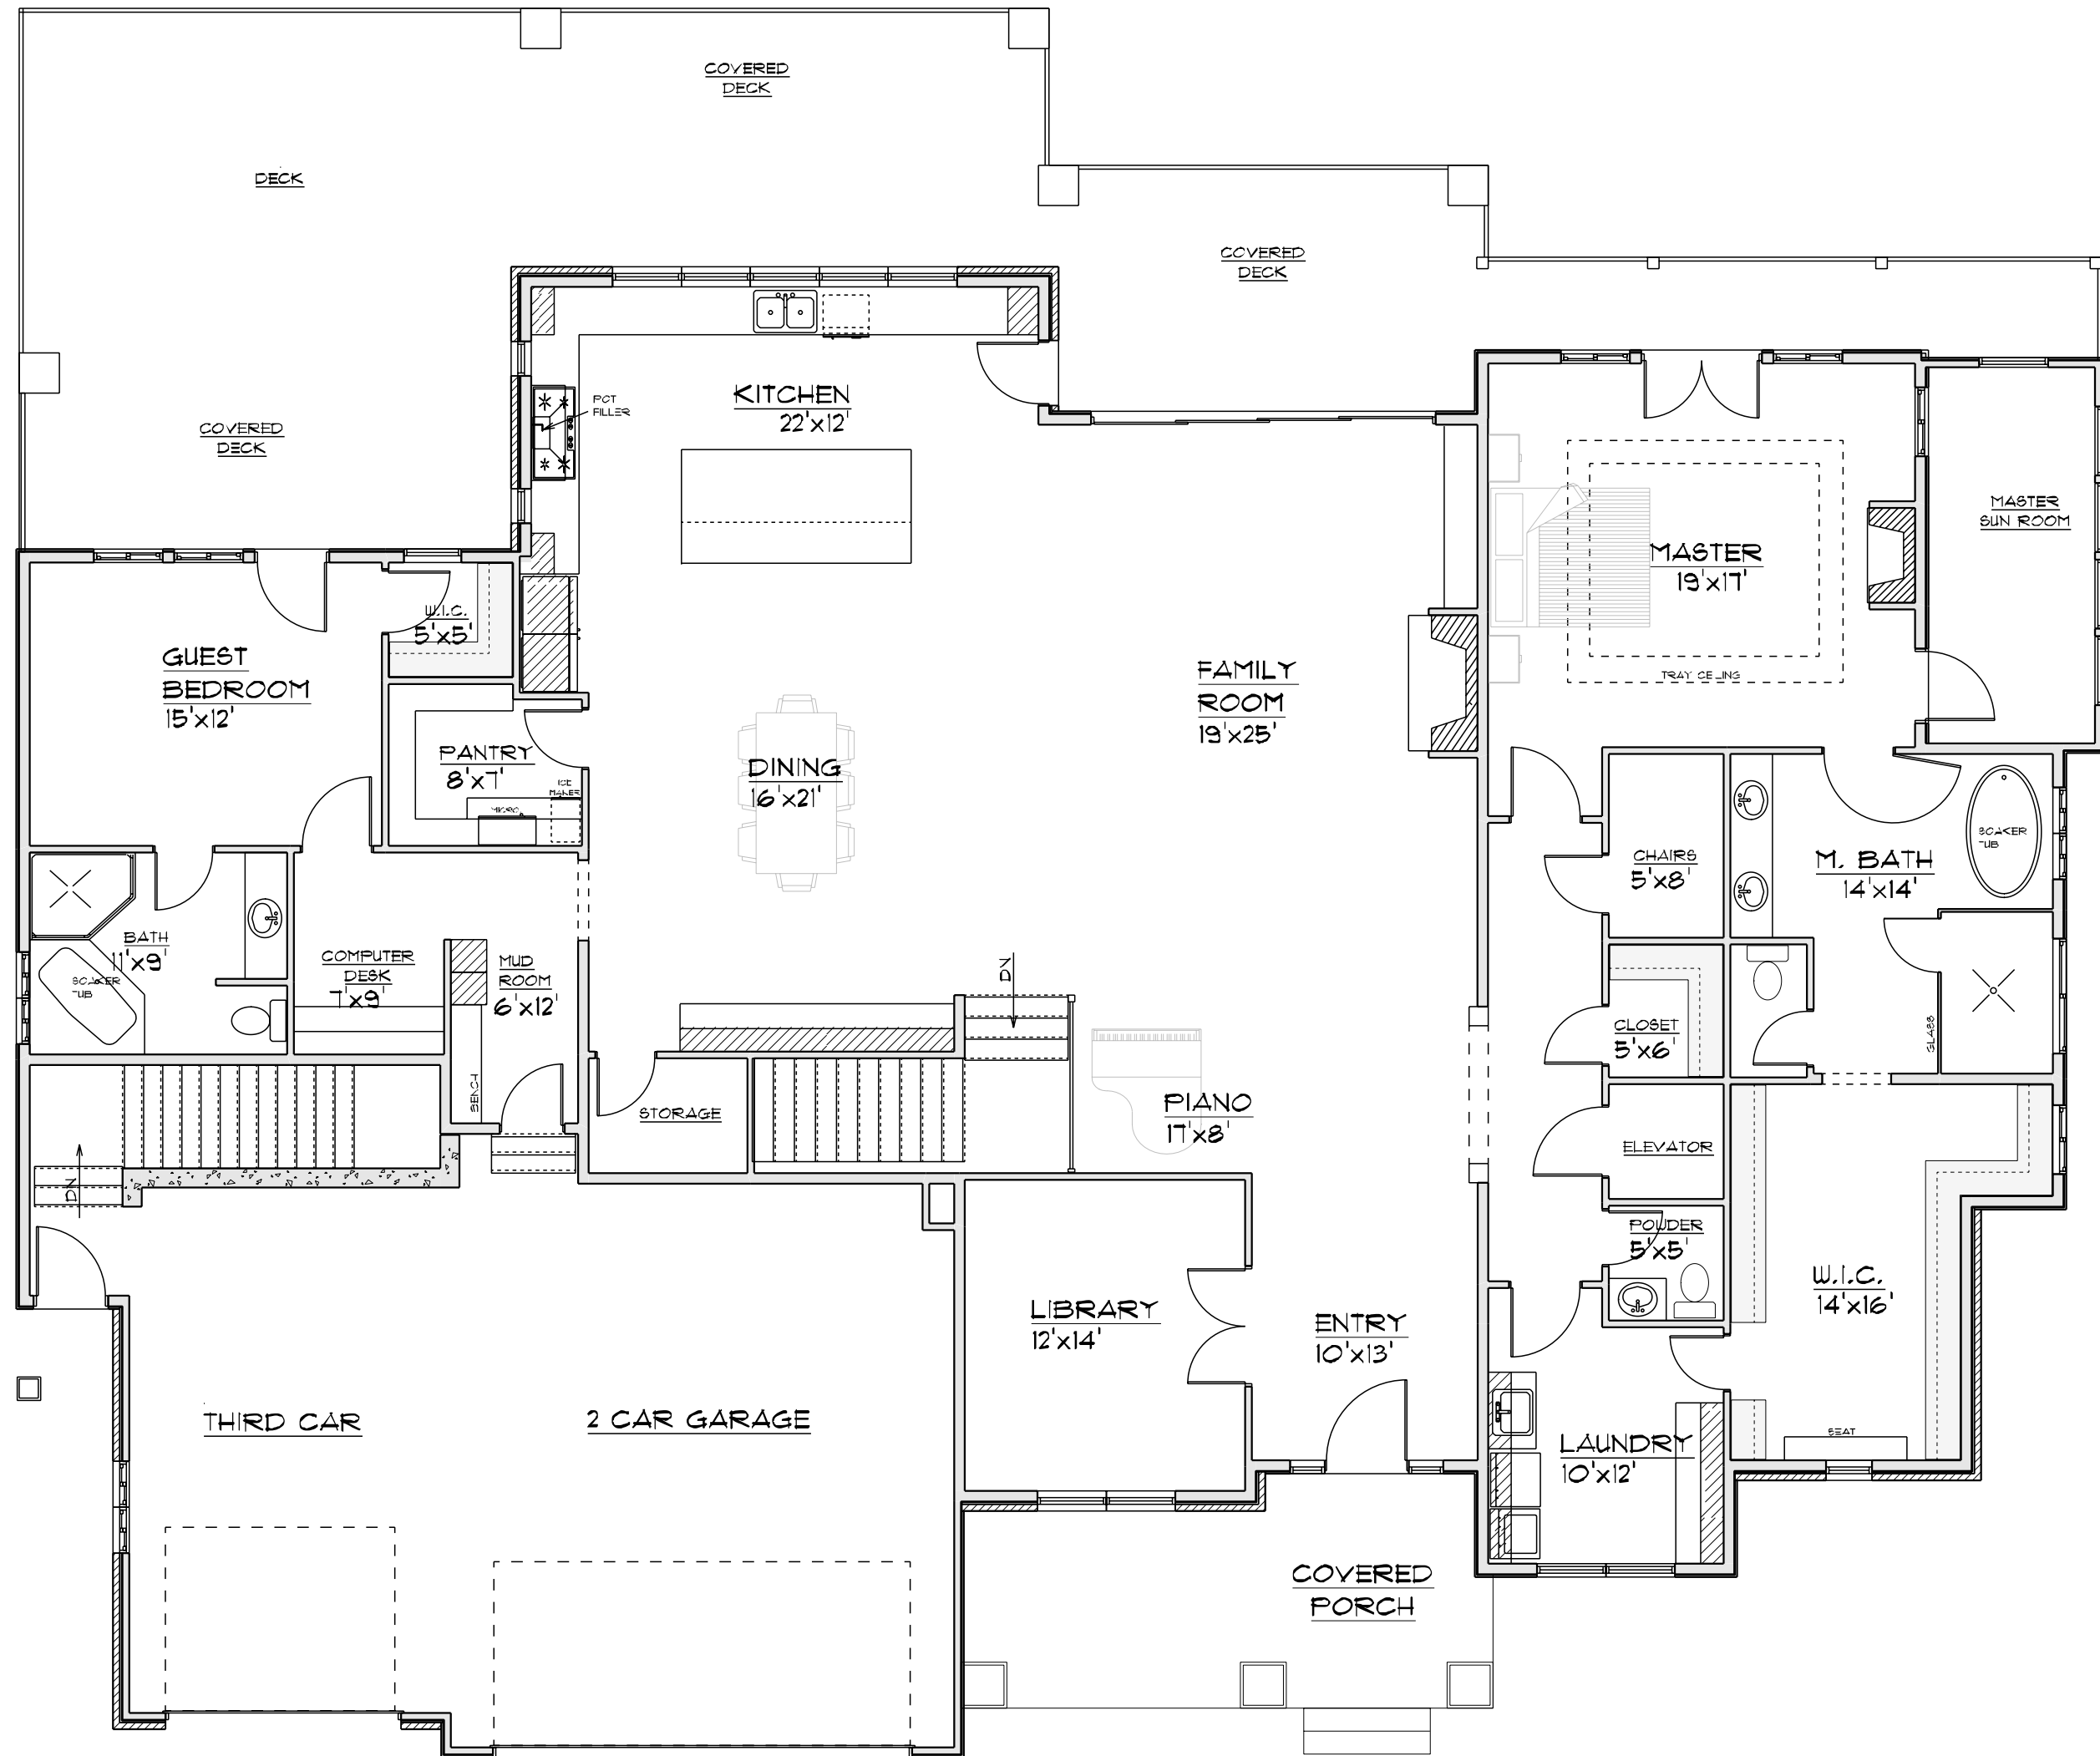 COVERED
DECK
DECK
COVERED
DECK
COVERED
DECK
KITCHEN
22'x12'
POT
FILLER
MASTER
SUN ROOM
MASTER
19'x17'
TRAY CEILING
W.I.C.
5'x5'
GUEST
BEDROOM
15'x12'
FAMILY
ROOM
19'x25'
PANTRY
8'x7'
ICE
MAKER
MICRO.
DINING
16'x21'
CHAIRS
5'x8'
M. BATH
14'x14'
SOAKER
TUB
BATH
11'x9'
SOAKER
TUB
COMPUTER
DESK
7'x9'
MUD
ROOM
6'x12'
DN
CLOSET
5'x6'
GLASS
BENCH
STORAGE
PIANO
17'x8'
ELEVATOR
DN
POWDER
5'x5'
W.I.C.
14'x16'
LIBRARY
12'x14'
ENTRY
10'x13'
THIRD CAR
2 CAR GARAGE
SEAT
LAUNDRY
10'x12'
COVERED
PORCH